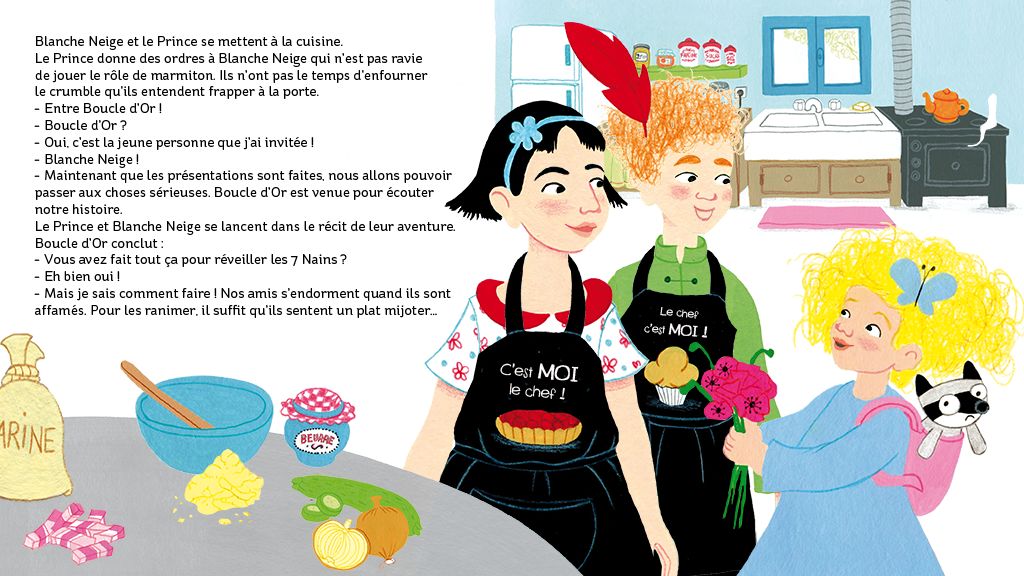 Blanche Neige et le Prince se mettent à la cuisine.
Le Prince donne des ordres à Blanche Neige qui n'est pas ravie
de jouer le rôle de marmiton. Ils n'ont pas le temps d'enfourner
le crumble qu'ils entendent frapper à la porte.
- Entre Boucle d'Or !
- Boucle d'Or ?
- Oui, c'est la jeune personne que j'ai invitée !
- Blanche Neige !
- Maintenant que les présentations sont faites, nous allons pouvoir
passer aux choses sérieuses. Boucle d'Or est venue pour écouter
notre histoire.
Le Prince et Blanche Neige se lancent dans le récit de leur aventure.
Boucle d'Or conclut :
- Vous avez fait tout ça pour réveiller les 7 Nains ?
- Eh bien oui !
- Mais je sais comment faire ! Nos amis s'endorment quand ils sont
affamés. Pour les ranimer, il suffit qu'ils sentent un plat mijoter...
Le chef
c'est MOI !
C'est MOI
le chef !
ARINE
BEURRE